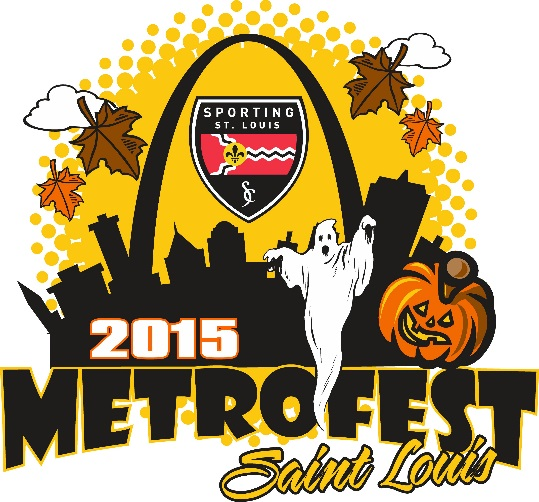 SPORTING
ST. LOUIS
SC
2015
METROFEST
Saint Louis